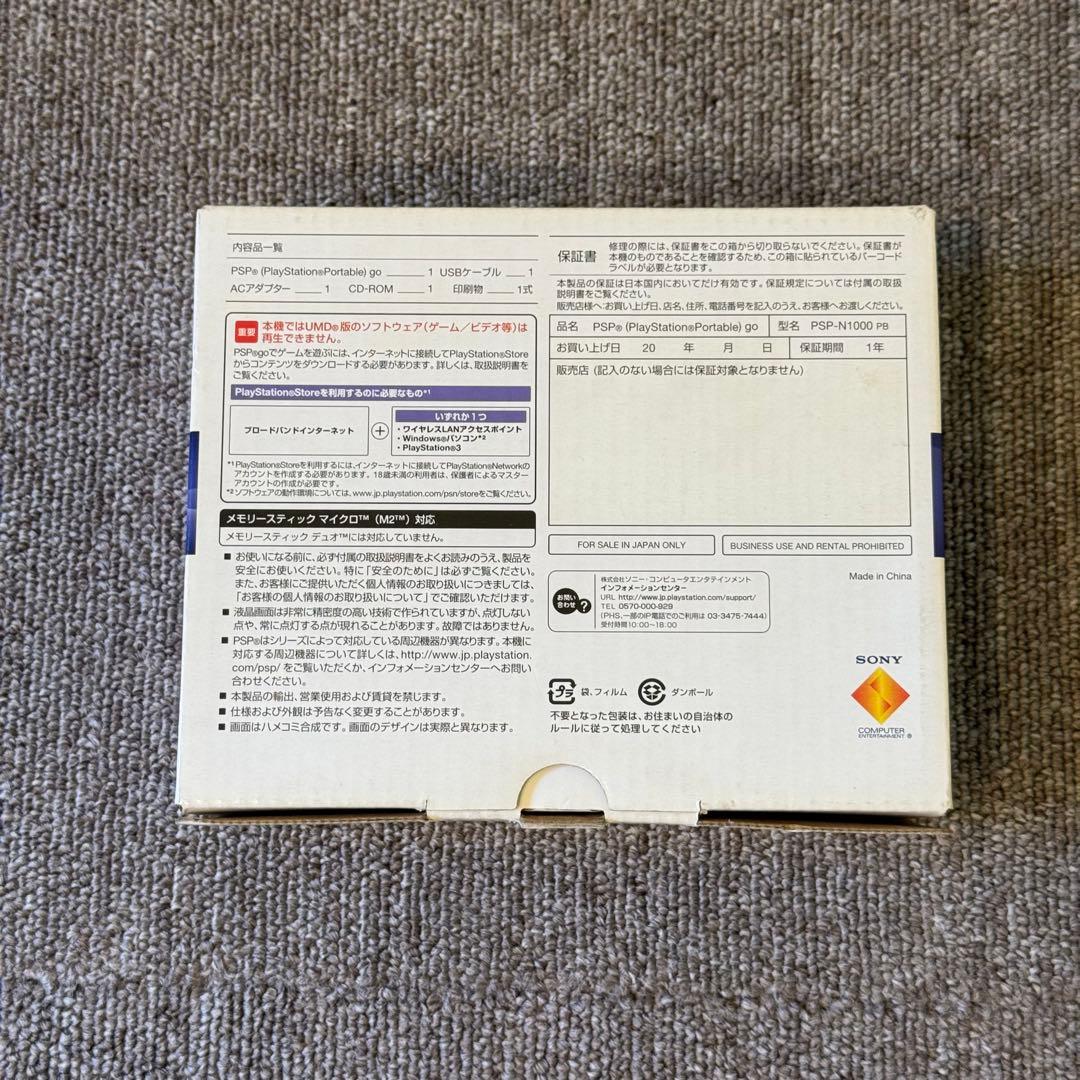 内容品一覧
PSP® (PlayStation®Portable) go 1 USBケーブル 1
ACアダプター 1 CD-ROM 1 印刷物 1式
重要 本機ではUMD®版のソフトウェア(ゲーム/ビデオ等)は
再生できません。
PSP®goでゲームを遊ぶには、インターネットに接続してPlayStation®Store
からコンテンツをダウンロードする必要があります。詳しくは、取扱説明書を
ご覧ください。
PlayStation®Storeを利用するのに必要なもの*1
ブロードバンドインターネット
+
いずれか1つ
・ワイヤレスLANアクセスポイント
・Windows®パソコン*2
・PlayStation®3
*1 PlayStation®Storeを利用するには、インターネットに接続してPlayStation®Networkの
アカウントを作成する必要があります。18歳未満の利用者は、保護者によるマスター
アカウントの作成が必要です。
*2 ソフトウェアの動作環境については、www.jp.playstation.com/psn/storeをご覧ください。
メモリースティック マイクロ™(M2™)対応
メモリースティック デュオ™には対応していません。
■ お使いになる前に、必ず付属の取扱説明書をよくお読みのうえ、製品を
安全にお使いください。特に「安全のために」は必ずご覧ください。
また、お客様にご提供いただく個人情報のお取り扱いにつきましては、
「お客様の個人情報のお取り扱いについて」でご確認いただけます。
■ 液晶画面は非常に精密度の高い技術で作られていますが、点灯しない
点や、常に点灯する点が現れることがあります。故障ではありません。
■ PSP®はシリーズによって対応している周辺機器が異なります。本機に
対応する周辺機器について詳しくは、http://www.jp.playstation.
com/psp/ をご覧いただくか、インフォメーションセンターへお問い
合わせください。
■ 本製品の輸出、営業使用および賃貸を禁じます。
■ 仕様および外観は予告なく変更することがあります。
■ 画面はハメコミ合成です。画面のデザインは実際と異なります。
保証書
修理の際には、保証書をこの箱から切り取らないでください。保証書が
本機のものであることを確認するため、この箱に貼られているバーコード
ラベルが必要となります。
本製品の保証は日本国内においてだけ有効です。保証規定については付属の取扱
説明書をご覧ください。
販売店様へ:お買い上げ日、店名、住所、電話番号を記入のうえ、お客様へお渡しください。
品名 PSP® (PlayStation®Portable) go 型名 PSP-N1000 PB
お買い上げ日 20 年 月 日 保証期間 1年
販売店 (記入のない場合には保証対象となりません)
FOR SALE IN JAPAN ONLY
BUSINESS USE AND RENTAL PROHIBITED
Made in China
お問い
合わせ?
株式会社ソニー・コンピュータエンタテインメント
インフォメーションセンター
URL http://www.jp.playstation.com/support/
TEL 0570-000-929
(PHS、一部のIP電話でのご利用は 03-3475-7444)
受付時間10:00〜18:00
プラ 袋、フィルム ダンボール
不要となった包装は、お住まいの自治体の
ルールに従って処理してください
SONY
COMPUTER
ENTERTAINMENT®